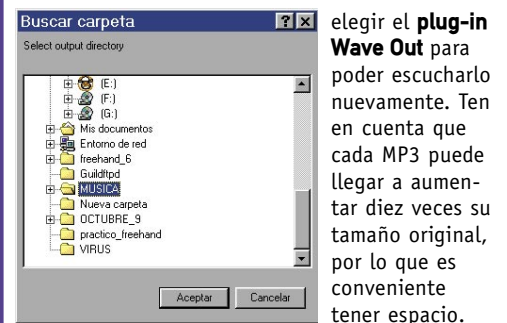 Buscar carpeta
Select output directory
(E:)
(F:)
(G:)
Mis documentos
Entorno de red
freehand_6
Guildftpd
MUSICA
Nueva carpeta
OCTUBRE_9
practico_freehand
VIRUS
Aceptar
Cancelar
elegir el plug-in
Wave Out para
poder escucharlo
nuevamente. Ten
en cuenta que
cada MP3 puede
llegar a aumen-
tar diez veces su
tamaño original,
por lo que es
conveniente
tener espacio.